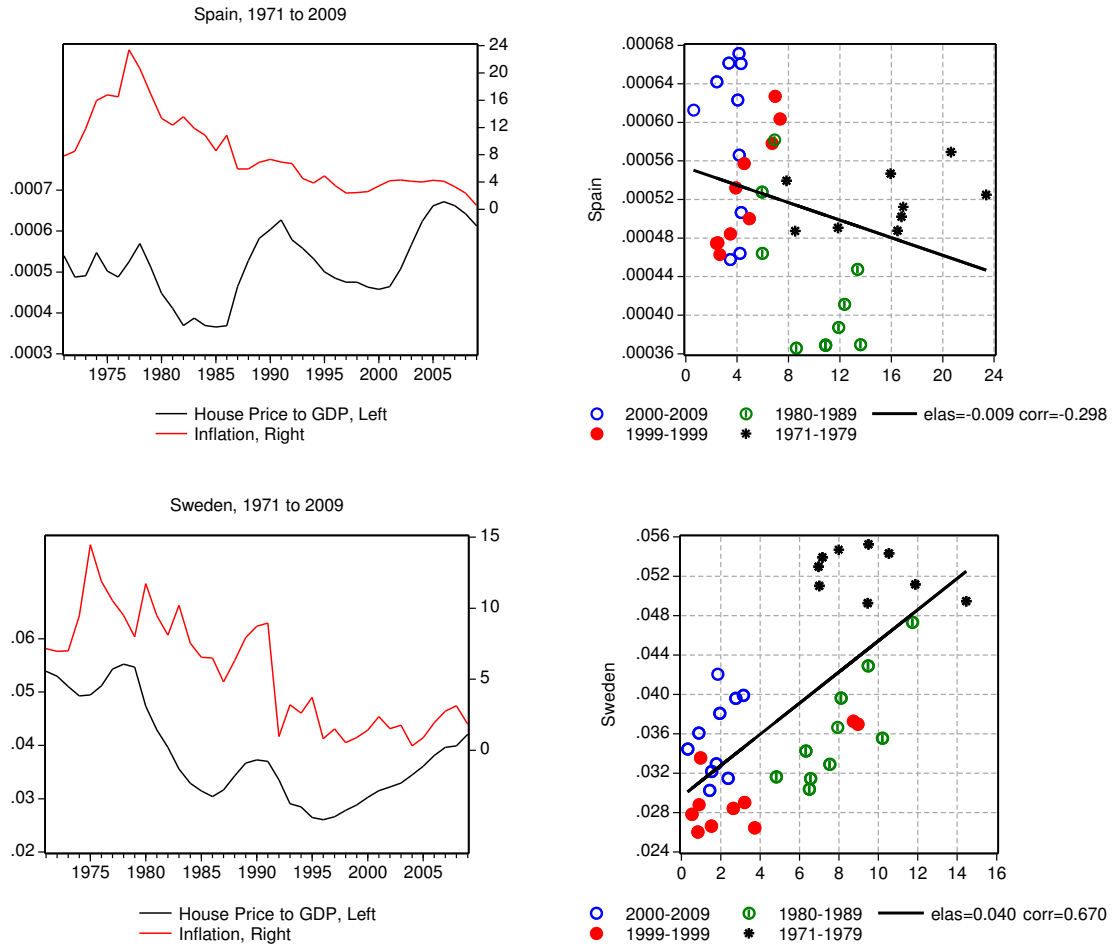 Spain, 1971 to 2009
24
20
16
12
8
4
0
.0007
.0006
.0005
.0004
.0003
1975 1980 1985 1990 1995 2000 2005
House Price to GDP, Left
Inflation, Right
.00068
.00064
.00060
.00056
.00052
.00048
.00044
.00040
.00036
Spain
0 4 8 12 16 20 24
2000-2009 1980-1989 elas=-0.009 corr=-0.298
1999-1999 1971-1979
Sweden, 1971 to 2009
15
10
5
0
.06
.05
.04
.03
.02
1975 1980 1985 1990 1995 2000 2005
House Price to GDP, Left
Inflation, Right
.056
.052
.048
.044
.040
.036
.032
.028
.024
Sweden
0 2 4 6 8 10 12 14 16
2000-2009 1980-1989 elas=0.040 corr=0.670
1999-1999 1971-1979